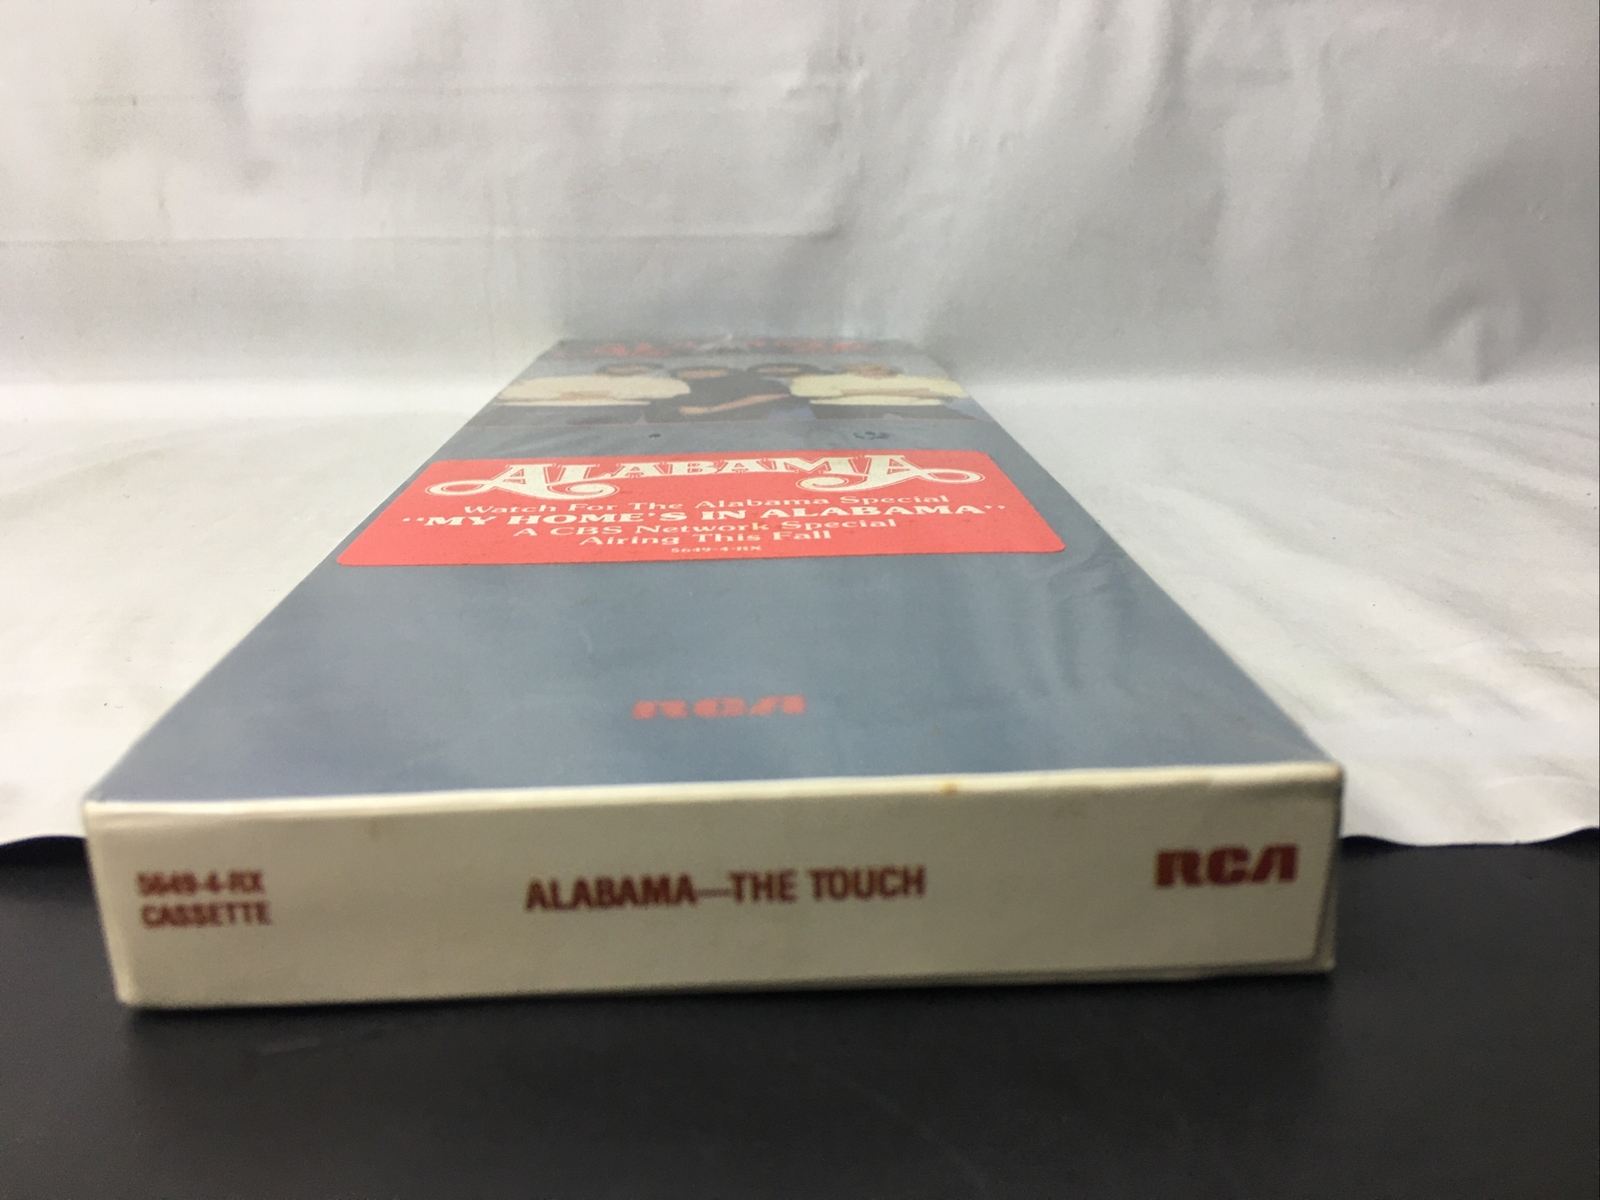 ALABAMA
Watch For The Alabama Special
"MY HOME'S IN ALABAMA"
A CBS Network Special
Airing This Fall
5649-4-RX
RCA
5649-4-RX
CASSETTE
ALABAMA—THE TOUCH
RCA